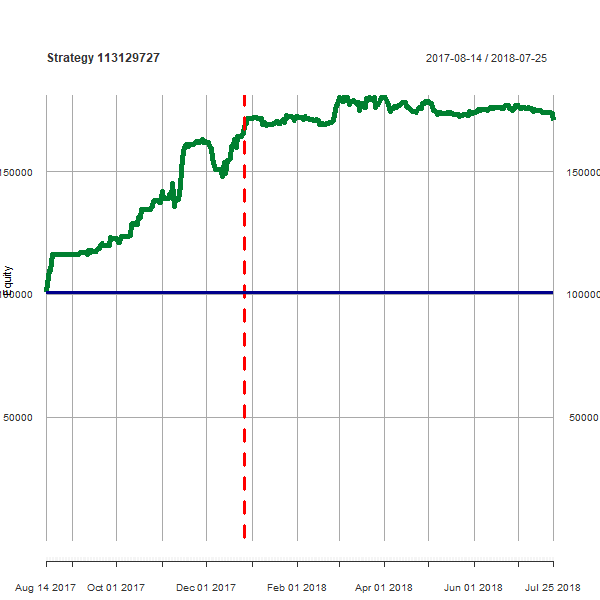 Strategy 113129727
2017-08-14 / 2018-07-25
150000
150000
Equity
100000
100000
50000
50000
Aug 14 2017
Oct 01 2017
Dec 01 2017
Feb 01 2018
Apr 01 2018
Jun 01 2018
Jul 25 2018